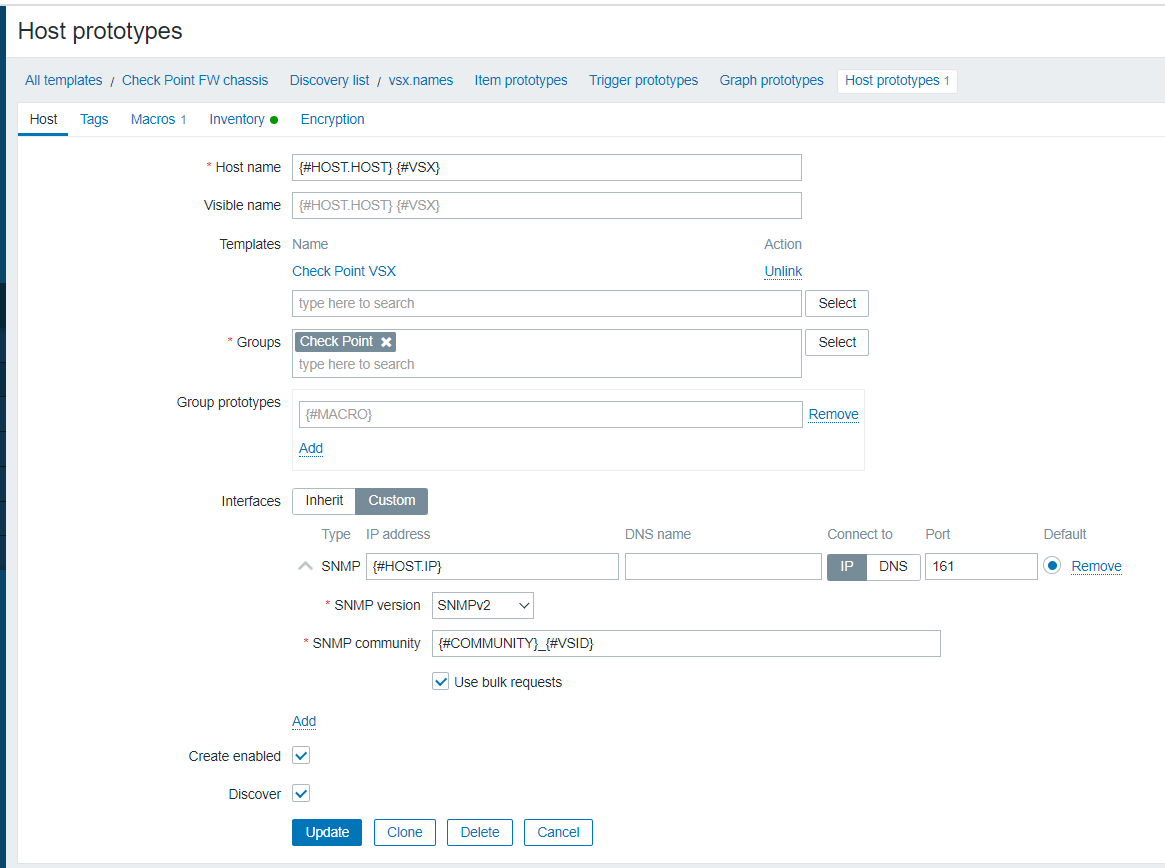 Host prototypes
All templates / Check Point FW chassis Discovery list / vsx.names Item prototypes Trigger prototypes Graph prototypes Host prototypes 1
Host Tags Macros 1 Inventory Encryption
* Host name {#HOST.HOST} {#VSX}
Visible name {#HOST.HOST} {#VSX}
Templates Name Action
Check Point VSX Unlink
type here to search Select
* Groups Check Point Select
type here to search
Group prototypes {#MACRO} Remove
Add
Interfaces Inherit Custom
Type IP address DNS name Connect to Port Default
SNMP {#HOST.IP} IP DNS 161 Remove
* SNMP version SNMPv2
* SNMP community {#COMMUNITY}_{#VSID}
Use bulk requests
Add
Create enabled
Discover
Update Clone Delete Cancel